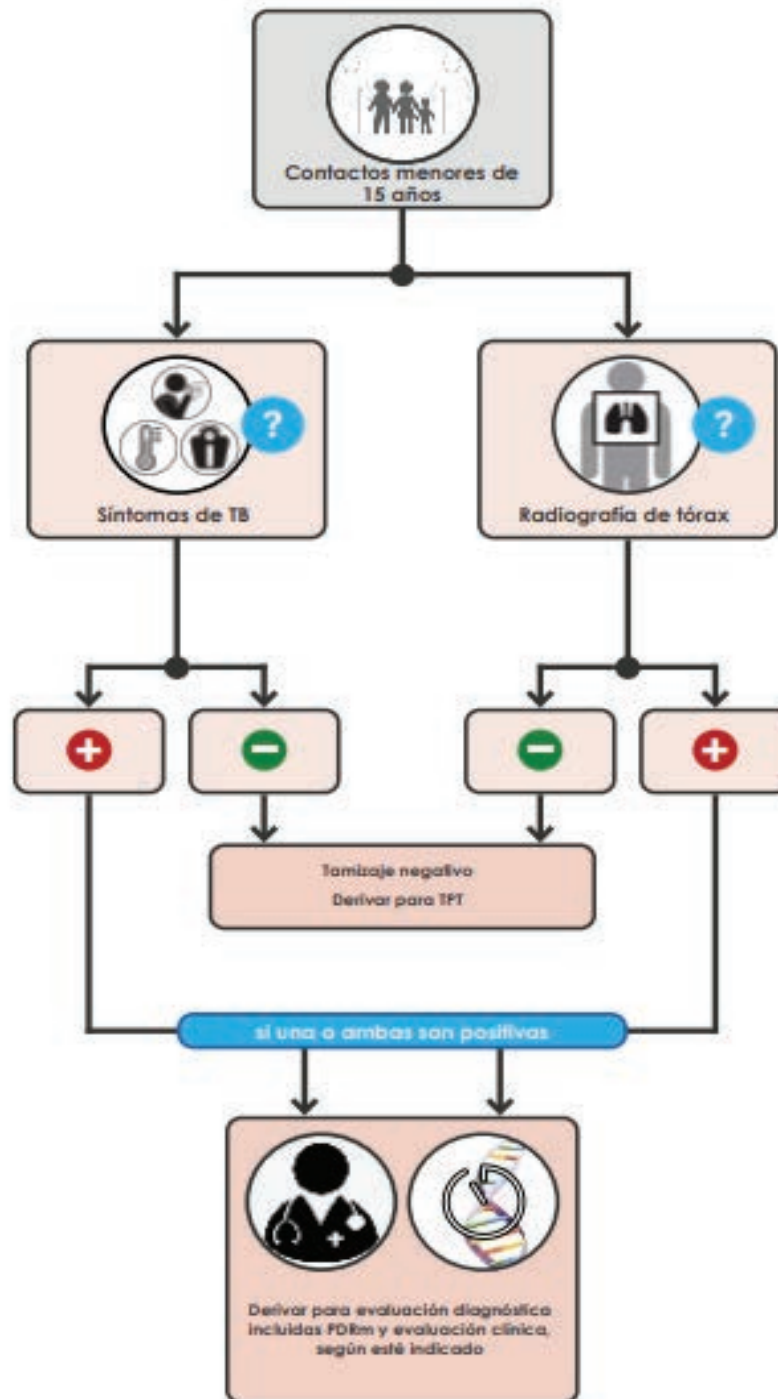 Contactos menores de
15 años
?
Síntomas de TB
?
Radiografía de tórax
+
−
−
+
Tamizaje negativo
Derivar para TPT
si una o ambas son positivas
Derivar para evaluación diagnóstica
incluidas PDRm y evaluación clínica,
según esté indicado